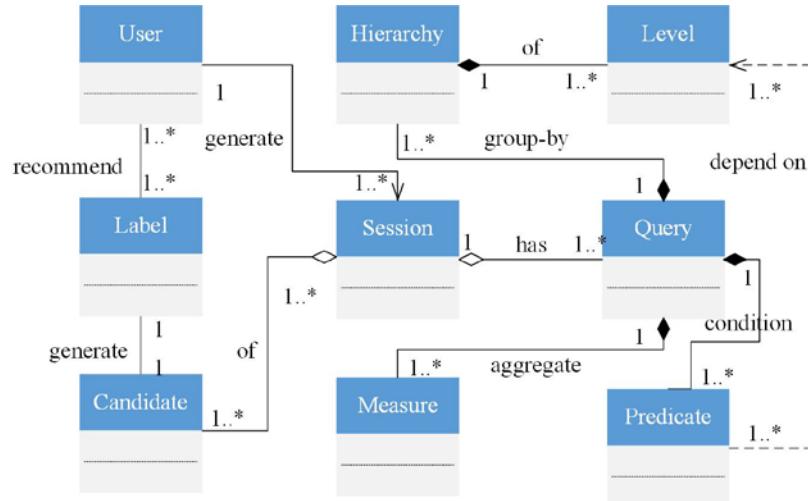 User
Hierarchy
of
Level
1
1
1..*
1..*
1..*
generate
1..*
group-by
recommend
depend on
1..*
1..*
1
Label
Session
1
has
1..*
Query
1..*
1
1
generate
of
1
condition
1
1..*
aggregate
1..*
Candidate
1..*
Measure
Predicate
1..*